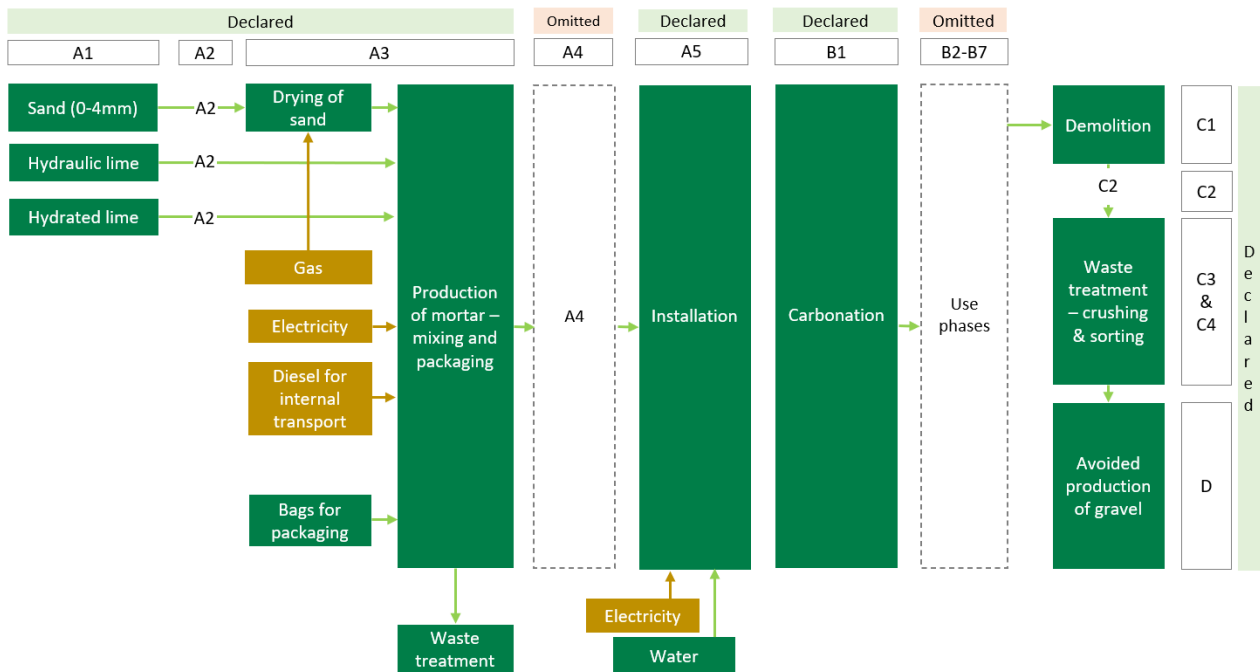 Declared
Omitted
Declared
Declared
Omitted
A1
A2
A3
A4
A5
B1
B2-B7
Sand (0-4mm)
A2
Drying of
sand
Hydraulic lime
A2
Hydrated lime
A2
Gas
Electricity
Diesel for
internal
transport
Bags for
packaging
Production
of mortar –
mixing and
packaging
Waste
treatment
A4
Installation
Electricity
Water
Carbonation
Use
phases
Demolition
C1
C2
C2
Waste
treatment
– crushing
& sorting
C3
&
C4
Avoided
production
of gravel
D
Declared